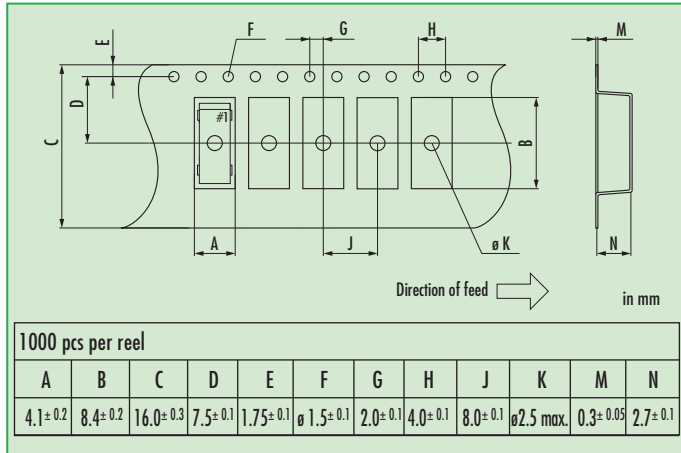 F G H M
E
D
C
#1
B
A J ø K N
Direction of feed
in mm
1000 pcs per reel
A B C D E F G H J K M N
4.1± 0.2 8.4± 0.2 16.0± 0.3 7.5± 0.1 1.75± 0.1 ø 1.5± 0.1 2.0± 0.1 4.0± 0.1 8.0± 0.1 ø2.5 max. 0.3± 0.05 2.7± 0.1